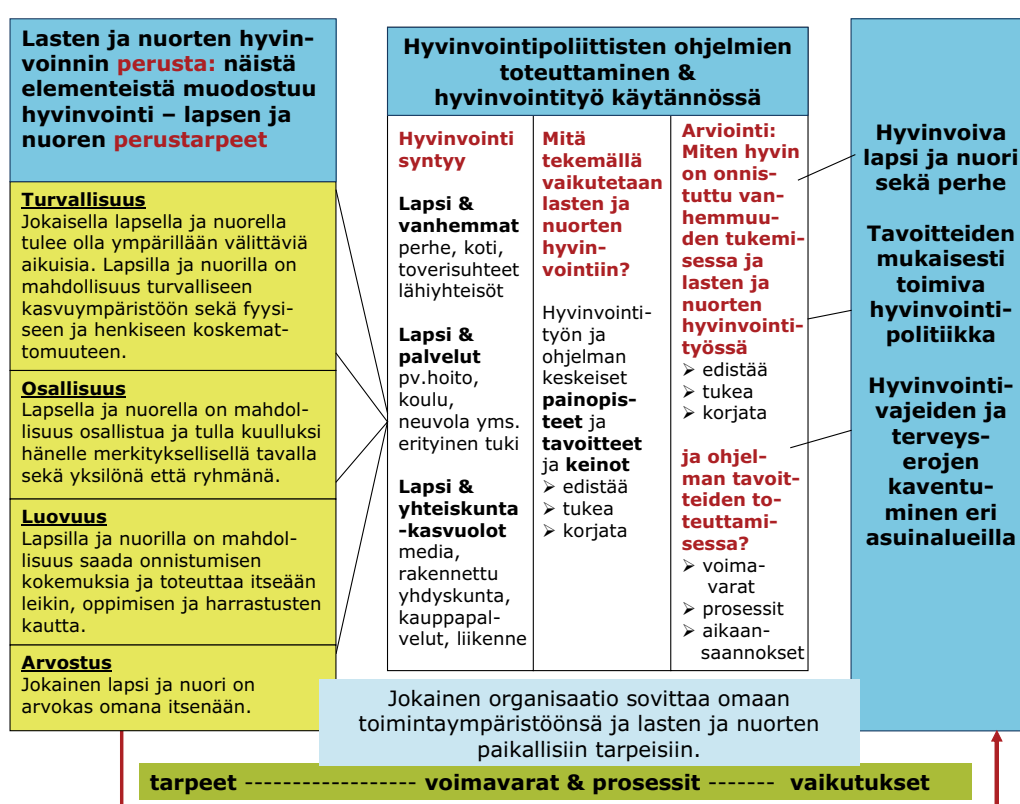 Lasten ja nuorten hyvin-
voinnin perusta: näistä
elementeistä muodostuu
hyvinvointi – lapsen ja
nuoren perustarpeet
Turvallisuus
Jokaisella lapsella ja nuorella
tulee olla ympärillään välittäviä
aikuisia. Lapsilla ja nuorilla on
mahdollisuus turvalliseen
kasvuympäristöön sekä fyysi-
seen ja henkiseen koskemat-
tomuuteen.
Osallisuus
Lapsella ja nuorella on mahdol-
lisuus osallistua ja tulla kuulluksi
hänelle merkityksellisellä tavalla
sekä yksilönä että ryhmänä.
Luovuus
Lapsilla ja nuorilla on mahdol-
lisuus saada onnistumisen
kokemuksia ja toteuttaa itseään
leikin, oppimisen ja harrastusten
kautta.
Arvostus
Jokainen lapsi ja nuori on
arvokas omana itsenään.
Hyvinvointipoliittisten ohjelmien
toteuttaminen &
hyvinvointityö käytännössä
Hyvinvointi
syntyy
Lapsi &
vanhemmat
perhe, koti,
toverisuhteet
lähiyhteisöt
Lapsi &
palvelut
pv.hoito,
koulu,
neuvola yms.
erityinen tuki
Lapsi &
yhteiskunta
-kasvuolot
media,
rakennettu
yhdyskunta,
kauppapal-
velut, liikenne
Mitä
tekemällä
vaikutetaan
lasten ja
nuorten
hyvin-
vointiin?
Hyvinvointi-
työn ja
ohjelman
keskeiset
painopis-
teet ja
tavoitteet
ja keinot
➢ edistää
➢ tukea
➢ korjata
Arviointi:
Miten hyvin
on onnis-
tuttu van-
hemmuu-
den tukemi-
sessa ja
lasten ja
nuorten
hyvinvointi-
työssä
➢ edistää
➢ tukea
➢ korjata
ja ohjel-
man tavoit-
teiden to-
teuttami-
sessa?
➢ voima-
varat
➢ prosessit
➢ aikaan-
saannokset
Hyvinvoiva
lapsi ja nuori
sekä perhe
Tavoitteiden
mukaisesti
toimiva
hyvinvointi-
politiikka
Hyvinvointi-
vajeiden ja
terveys-
erojen
kaventu-
minen eri
asuinalueilla
Jokainen organisaatio sovittaa omaan
toimintaympäristöönsä ja lasten ja nuorten
paikallisiin tarpeisiin.
tarpeet ------------------ voimavarat & prosessit ------- vaikutukset